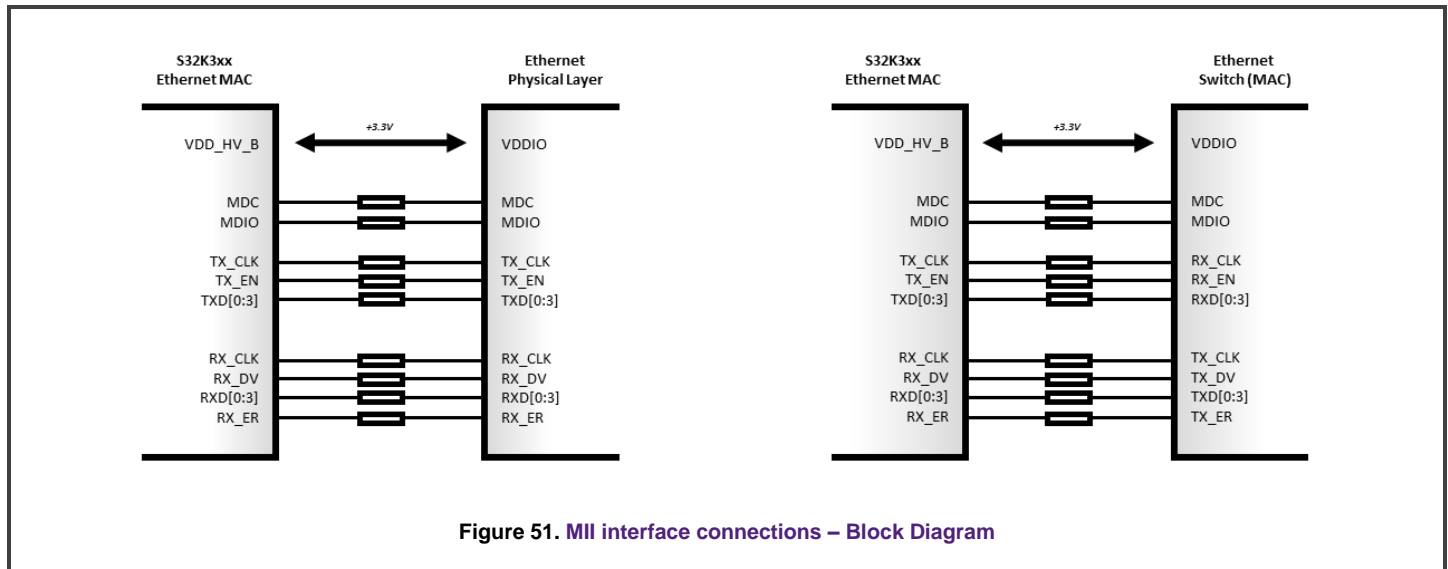 S32K3xx
Ethernet MAC
Ethernet
Physical Layer
+3.3V
VDD_HV_B
VDDIO
MDC
MDC
MDIO
MDIO
TX_CLK
TX_CLK
TX_EN
TX_EN
TXD[0:3]
TXD[0:3]
RX_CLK
RX_CLK
RX_DV
RX_DV
RXD[0:3]
RXD[0:3]
RX_ER
RX_ER
S32K3xx
Ethernet MAC
Ethernet
Switch (MAC)
+3.3V
VDD_HV_B
VDDIO
MDC
MDC
MDIO
MDIO
TX_CLK
RX_CLK
TX_EN
RX_EN
TXD[0:3]
RXD[0:3]
RX_CLK
TX_CLK
RX_DV
TX_DV
RXD[0:3]
TXD[0:3]
RX_ER
TX_ER
Figure 51. MII interface connections – Block Diagram